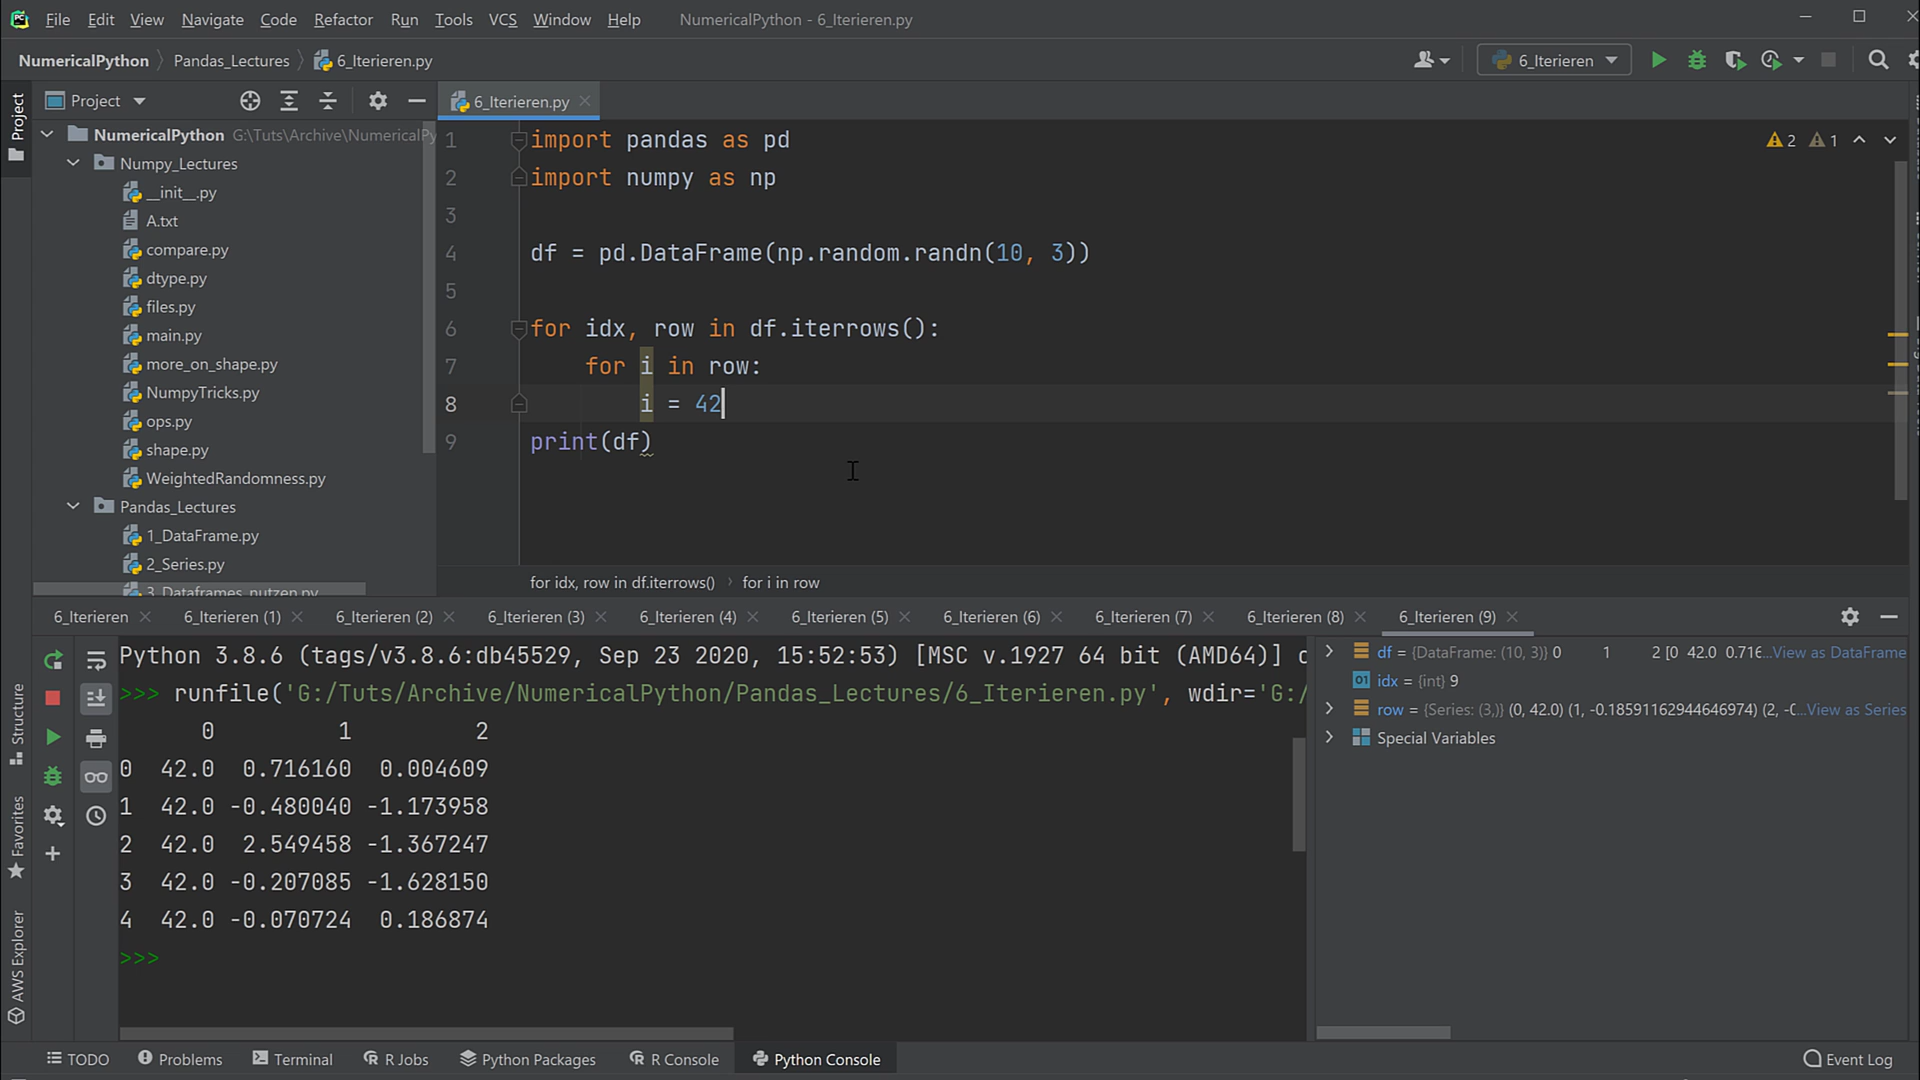 File Edit View Navigate Code Refactor Run Tools VCS Window Help NumericalPython - 6_Iterieren.py
NumericalPython Pandas_Lectures 6_Iterieren.py 6_Iterieren
Project
Project
6_Iterieren.py
NumericalPython G:\Tuts\Archive\NumericalPy
Numpy_Lectures
__init__.py
A.txt
compare.py
dtype.py
files.py
main.py
more_on_shape.py
NumpyTricks.py
ops.py
shape.py
WeightedRandomness.py
Pandas_Lectures
1_DataFrame.py
2_Series.py
3_Dataframes_nutzen.py
2 1
1 import pandas as pd
2 import numpy as np
3
4 df = pd.DataFrame(np.random.randn(10, 3))
5
6 for idx, row in df.iterrows():
7 for i in row:
8 i = 42
9 print(df)
for idx, row in df.iterrows() for i in row
6_Iterieren 6_Iterieren (1) 6_Iterieren (2) 6_Iterieren (3) 6_Iterieren (4) 6_Iterieren (5) 6_Iterieren (6) 6_Iterieren (7) 6_Iterieren (8) 6_Iterieren (9)
Python 3.8.6 (tags/v3.8.6:db45529, Sep 23 2020, 15:52:53) [MSC v.1927 64 bit (AMD64)] o
>>> runfile('G:/Tuts/Archive/NumericalPython/Pandas_Lectures/6_Iterieren.py', wdir='G:/
0 1 2
0 42.0 0.716160 0.004609
1 42.0 -0.480040 -1.173958
2 42.0 2.549458 -1.367247
3 42.0 -0.207085 -1.628150
4 42.0 -0.070724 0.186874
>>>
df = {DataFrame: (10, 3)} 0 1 2 [0 42.0 0.716...View as DataFrame
01 idx = {int} 9
row = {Series: (3,)} (0, 42.0) (1, -0.18591162944646974) (2, -0...View as Series
Special Variables
Structure
Favorites
AWS Explorer
TODO Problems Terminal R Jobs Python Packages R Console Python Console Event Log